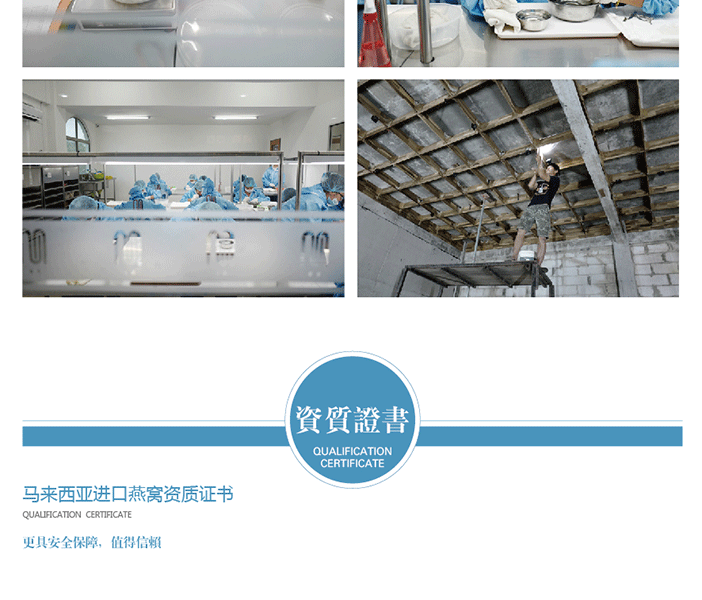 資質證書
QUALIFICATION
CERTIFICATE
马来西亚进口燕窝资质证书
QUALIFICATION CERTIFICATE
更具安全保障，值得信賴